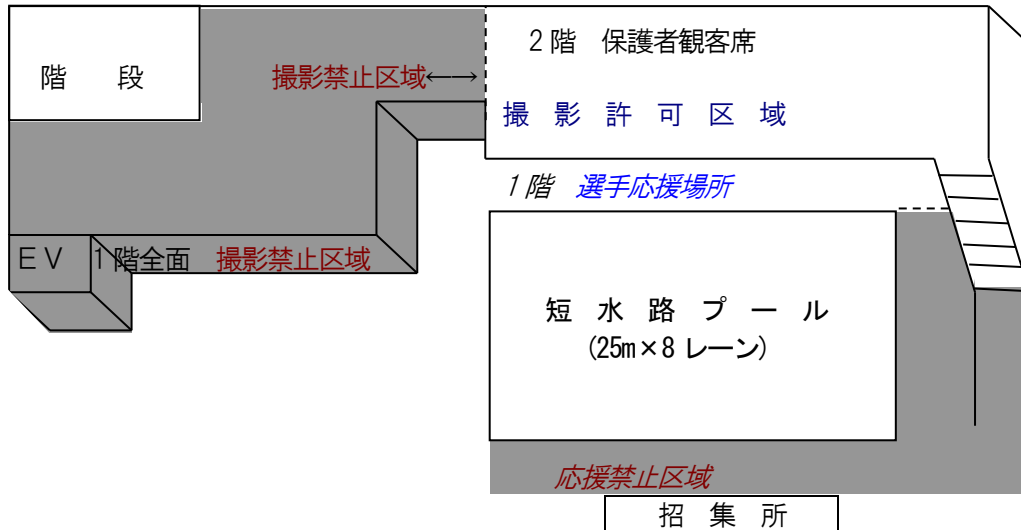 2階 保護者観客席
階 段
撮影禁止区域←→
撮 影 許 可 区 域
1階 選手応援場所
EV
1階全面 撮影禁止区域
短 水 路 プ ー ル
(25m×8レーン)
応援禁止区域
招 集 所